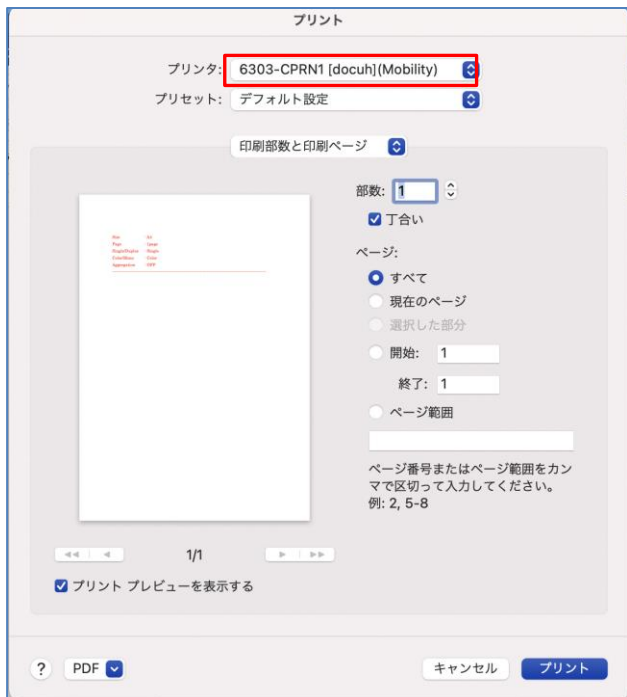 プリント
プリンタ: 6303-CPRN1 [docuh](Mobility)
プリセット: デフォルト設定
印刷部数と印刷ページ
部数: 1
丁合い
ページ:
すべて
現在のページ
選択した部分
開始: 1
終了: 1
ページ範囲
ページ番号またはページ範囲をカン
マで区切って入力してください。
例: 2, 5-8
1/1
プリント プレビューを表示する
? PDF キャンセル プリント